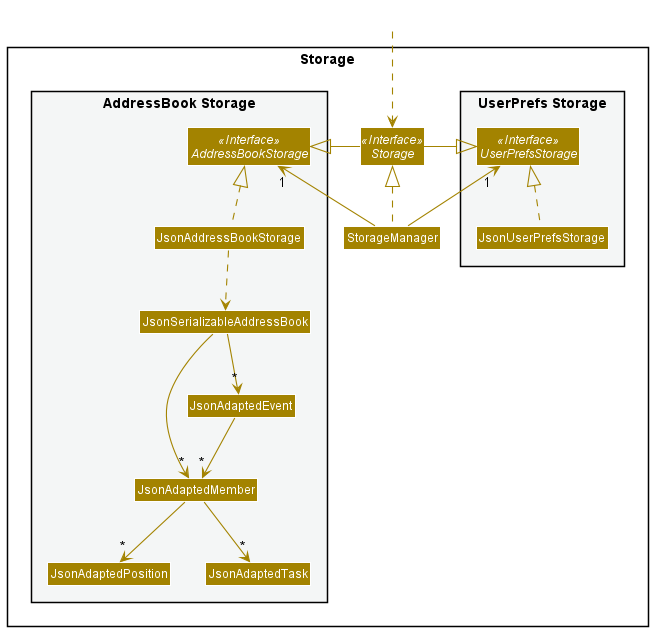 Storage
AddressBook Storage
UserPrefs Storage
«Interface»
AddressBookStorage
«Interface»
Storage
«Interface»
UserPrefsStorage
1
1
JsonAddressBookStorage
StorageManager
JsonUserPrefsStorage
JsonSerializableAddressBook
*
JsonAdaptedEvent
*
*
JsonAdaptedMember
*
*
JsonAdaptedPosition
JsonAdaptedTask